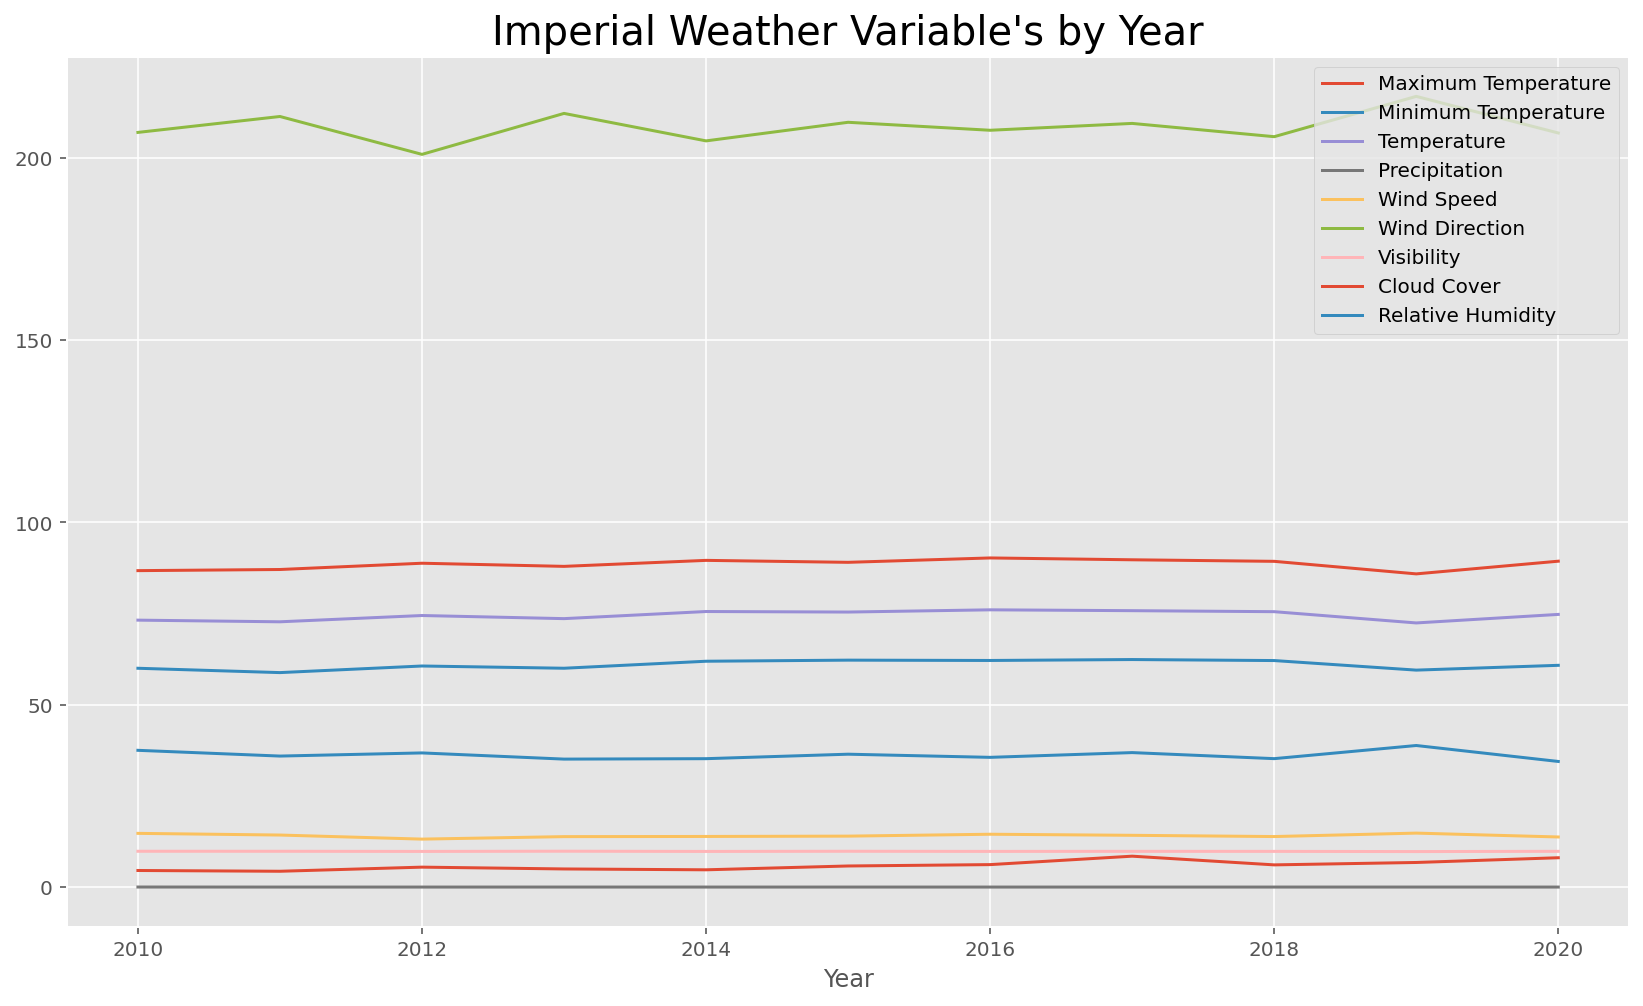 Imperial Weather Variable's by Year
Maximum Temperature
Minimum Temperature
Temperature
Precipitation
Wind Speed
Wind Direction
Visibility
Cloud Cover
Relative Humidity
200
150
100
50
0
2010 2012 2014 2016 2018 2020
Year